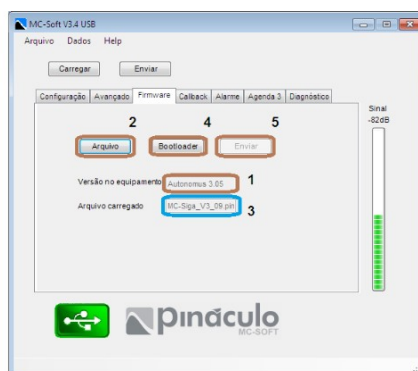 MC-Soft V3.4 USB
Arquivo Dados Help
Carregar Enviar
Configuração Avançado Firmware Callback Alarme Agenda 3 Diagnóstico
Sinal
-82dB
2 4 5
Arquivo Bootloader Enviar
Versão no equipamento Autonomus 3.05 1
Arquivo carregado MC-Siga_V3_09.pin 3
pináculo
MC-SOFT